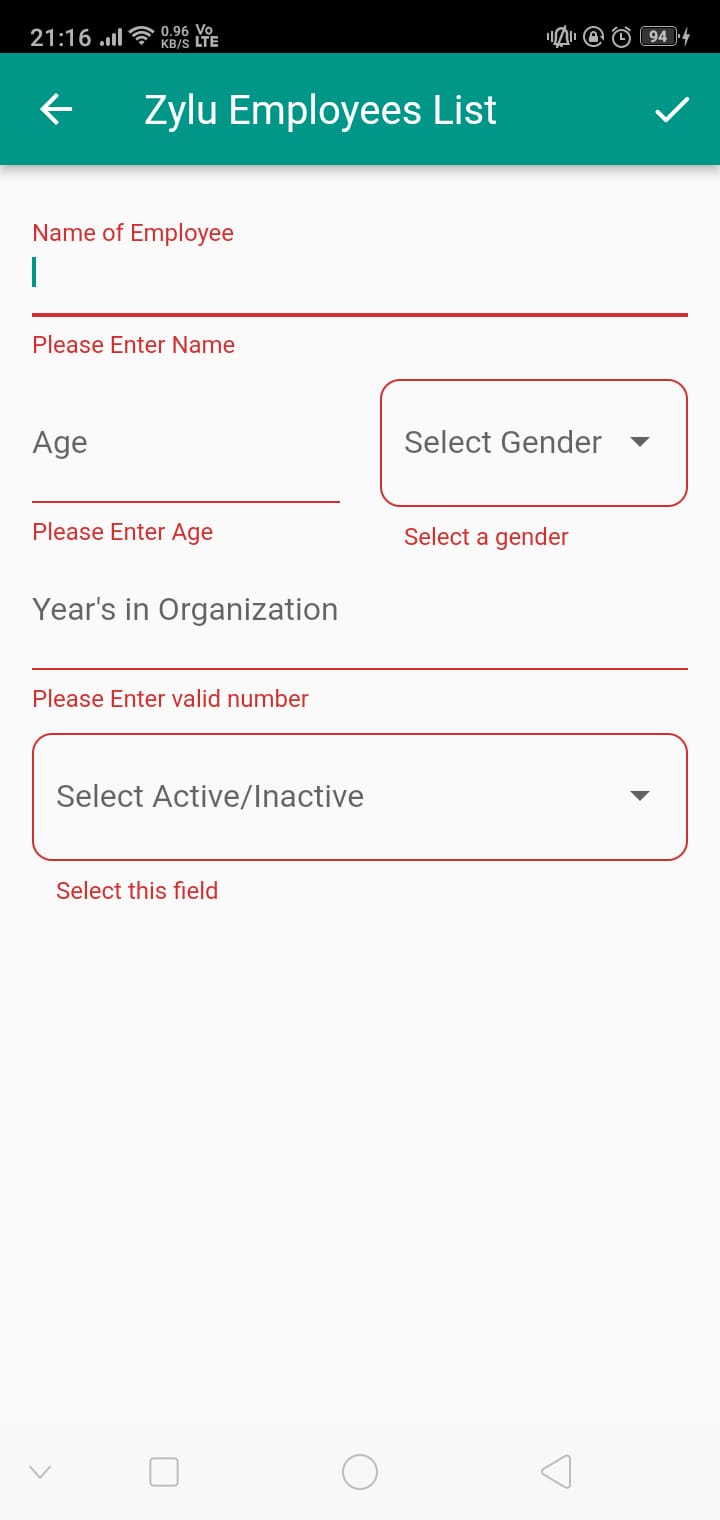 21:16 0.96 KB/S Vo LTE 94
Zylu Employees List
Name of Employee
Please Enter Name
Age
Select Gender
Please Enter Age
Select a gender
Year's in Organization
Please Enter valid number
Select Active/Inactive
Select this field